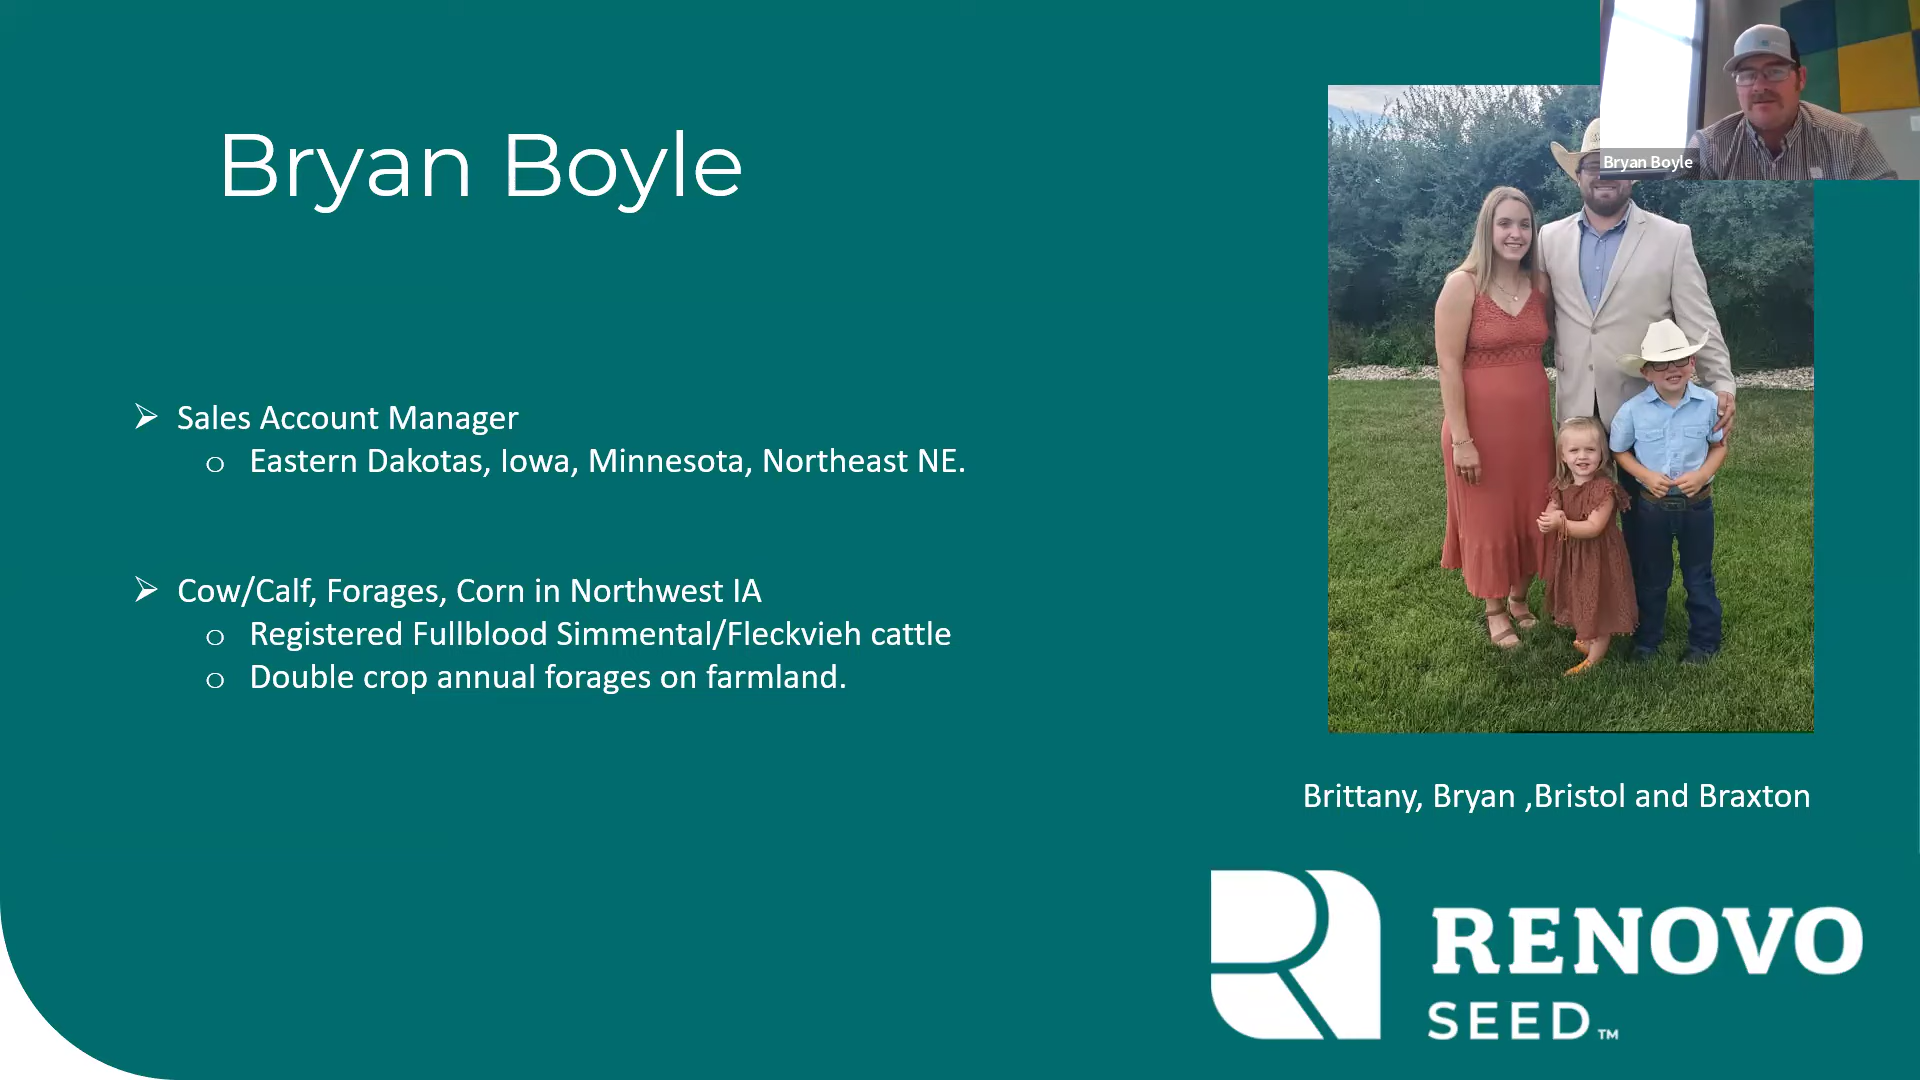 Bryan Boyle
Bryan Boyle
➢ Sales Account Manager
o Eastern Dakotas, Iowa, Minnesota, Northeast NE.
➢ Cow/Calf, Forages, Corn in Northwest IA
o Registered Fullblood Simmental/Fleckvieh cattle
o Double crop annual forages on farmland.
Brittany, Bryan ,Bristol and Braxton
RENOVO
SEED™